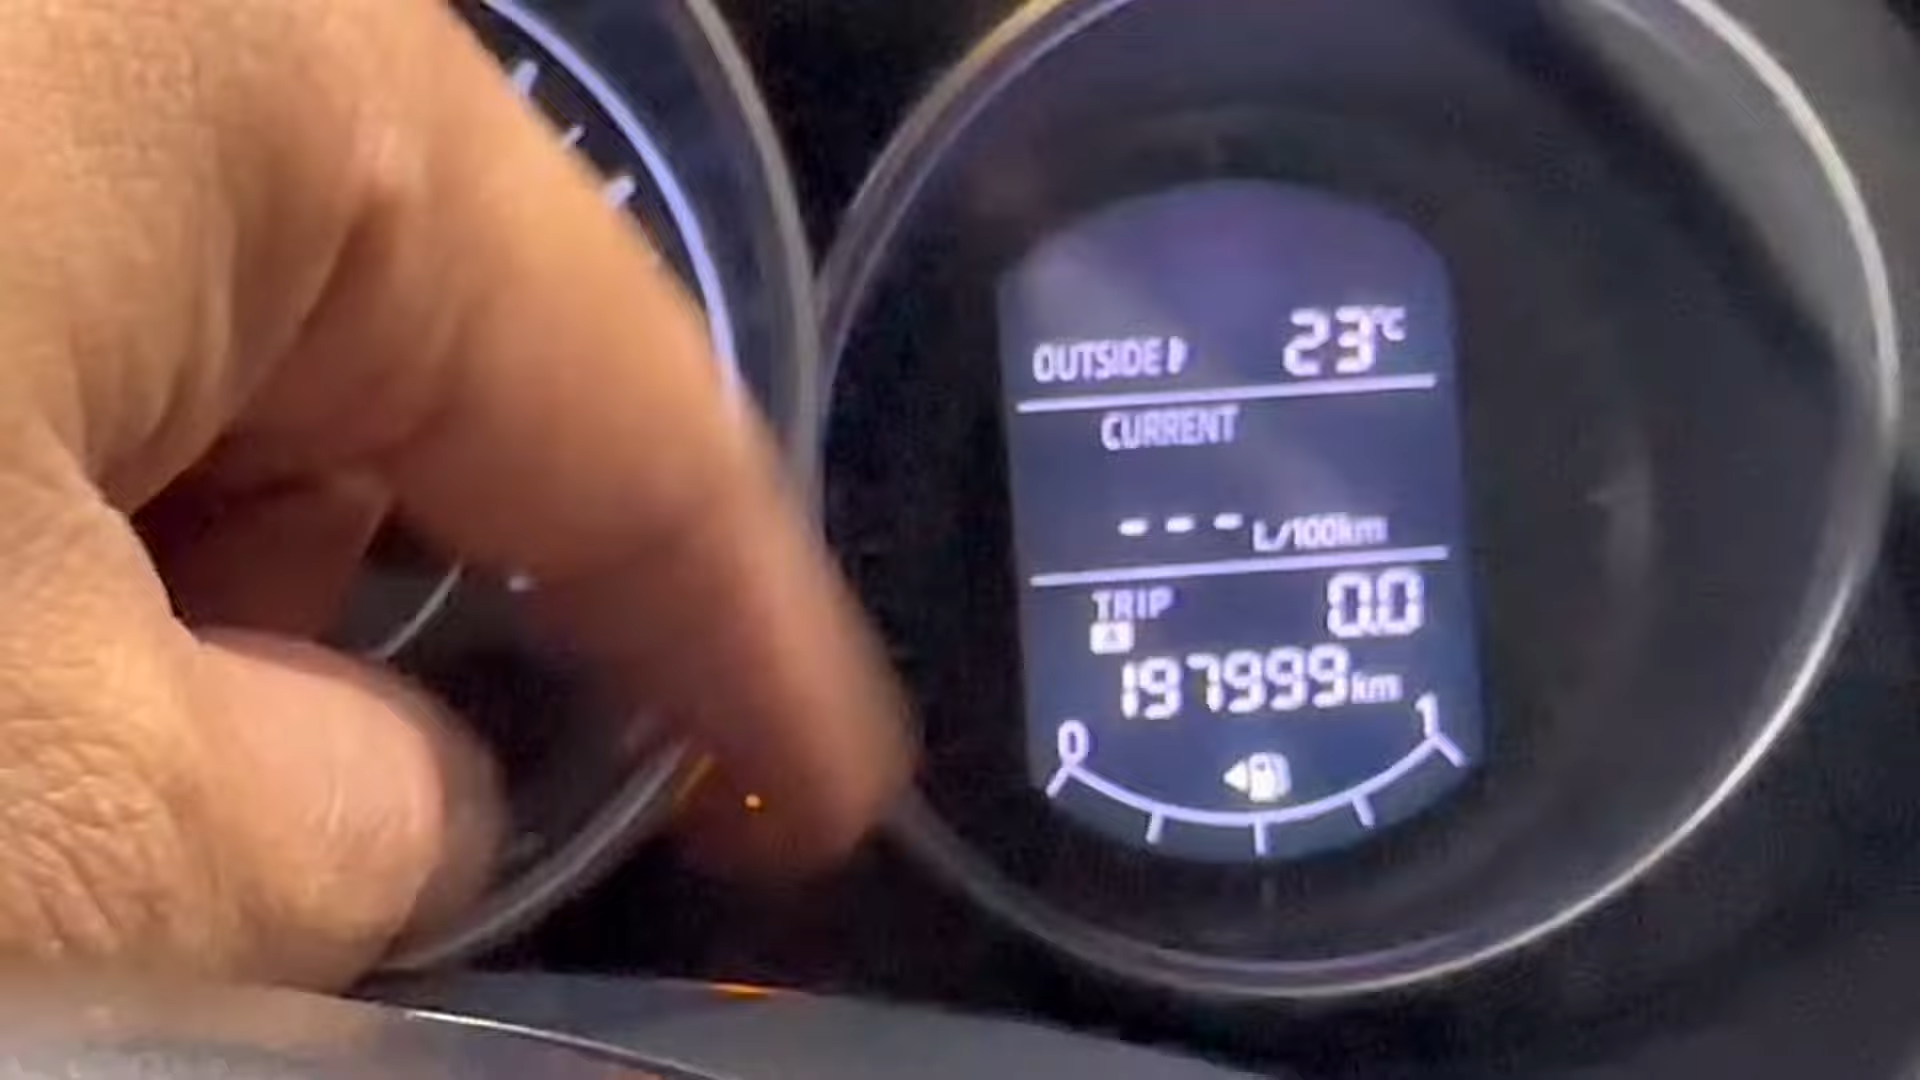 OUTSIDE 23°C
CURRENT
--- L/100km
TRIP 0.0
A
197999km
0 1